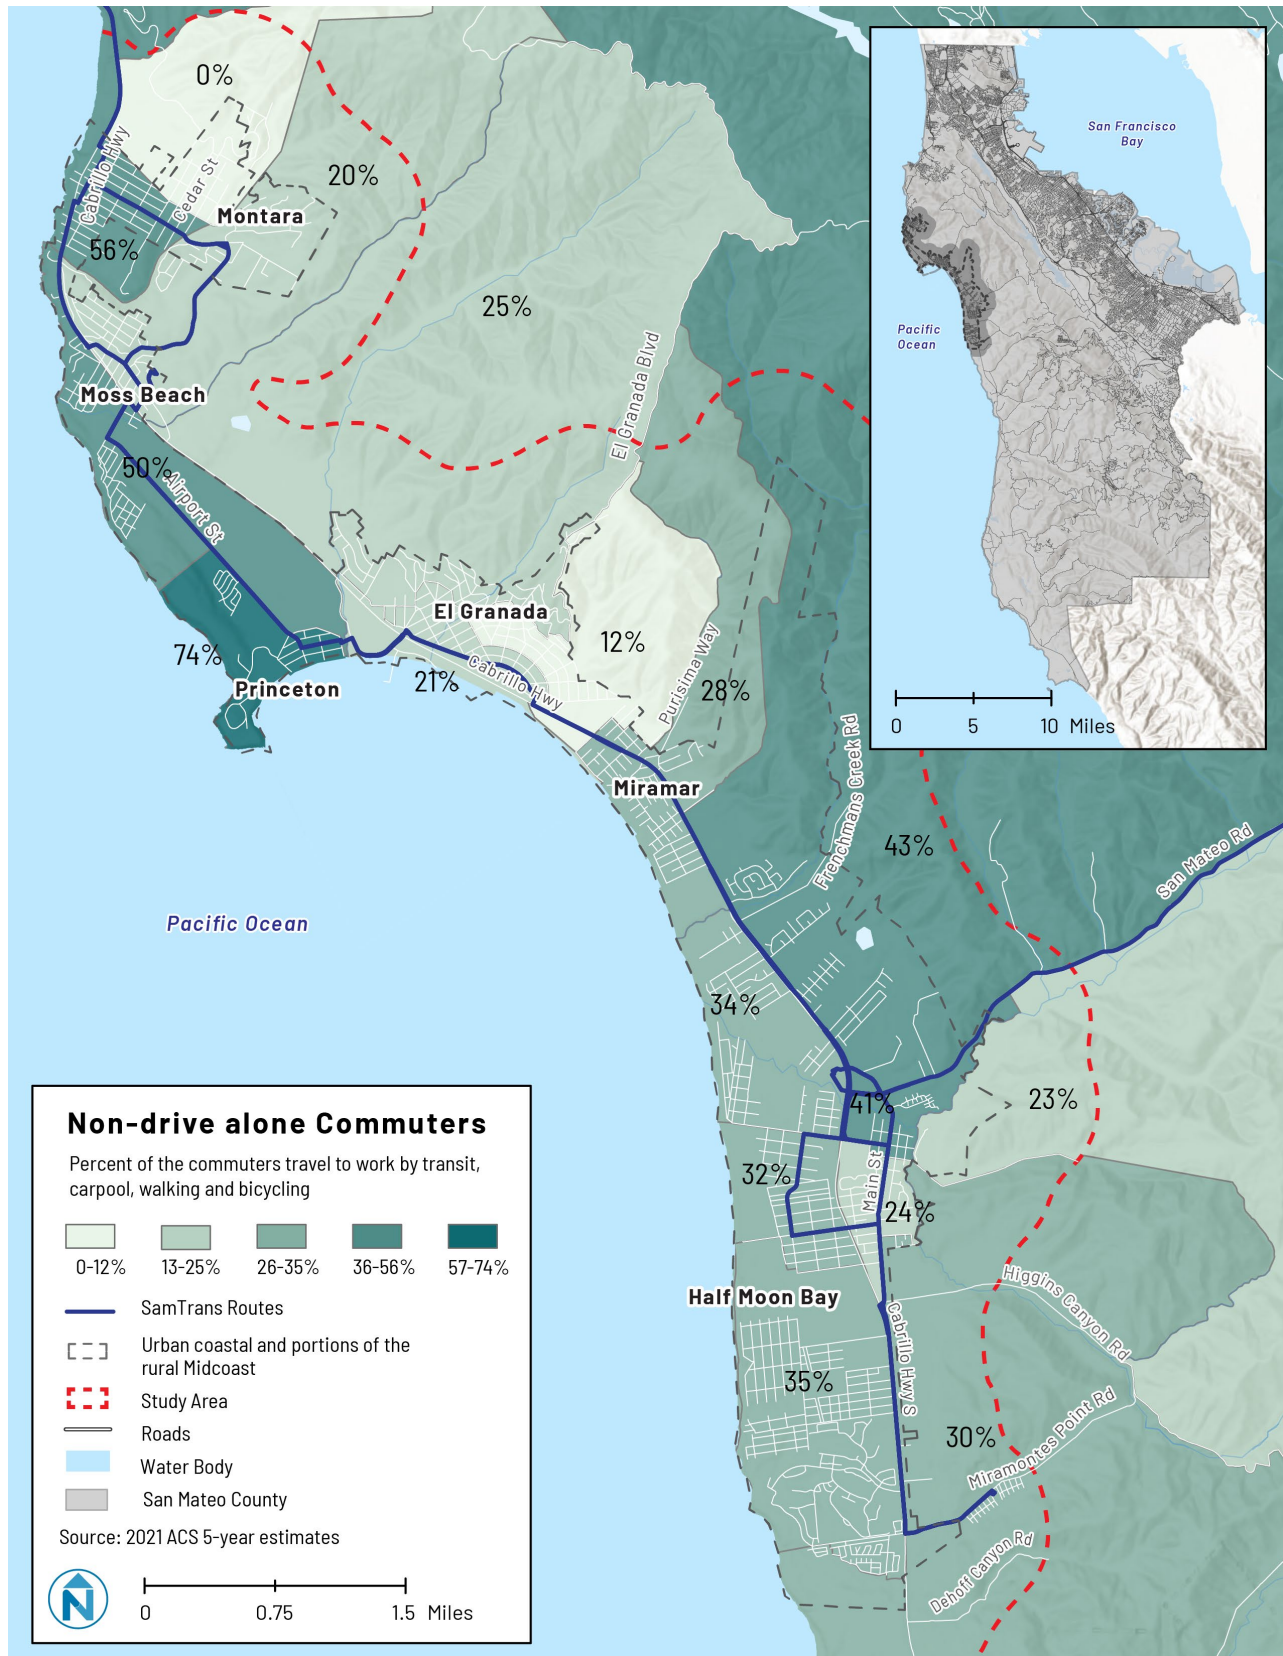 0%
San Francisco
Bay
Cabrillo Hwy
Cedar St
20%
Montara
56%
25%
Pacific
Ocean
El Granada Blvd
Moss Beach
50%
Airport St
El Granada
12%
74%
Princeton
21%
Cabrillo Hwy
Purisima Way
28%
0
5
10 Miles
Miramar
Frenchmans Creek Rd
43%
San Mateo Rd
Pacific Ocean
34%
41%
23%
32%
Main St
24%
Higgins Canyon Rd
Half Moon Bay
Cabrillo Hwy S
35%
30%
Miramontes Point Rd
Dehoff Canyon Rd
Non-drive alone Commuters
Percent of the commuters travel to work by transit,
carpool, walking and bicycling
0-12%
13-25%
26-35%
36-56%
57-74%
SamTrans Routes
Urban coastal and portions of the
rural Midcoast
Study Area
Roads
Water Body
San Mateo County
Source: 2021 ACS 5-year estimates
N
0
0.75
1.5 Miles